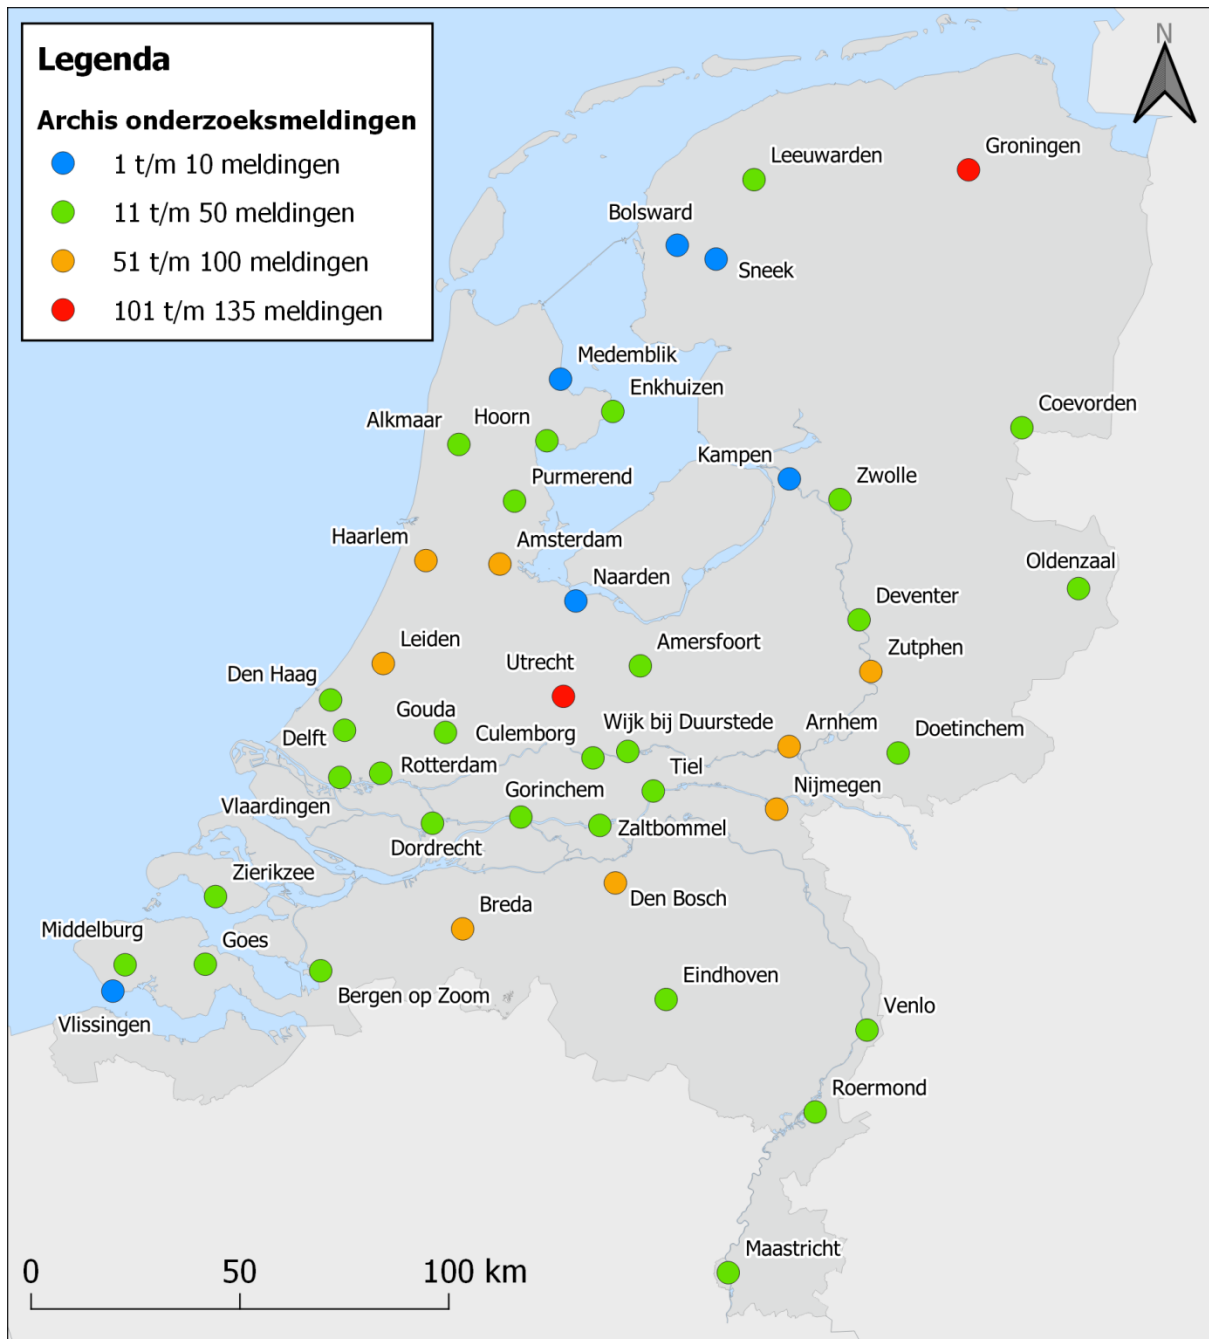 Legenda
Archis onderzoeksmeldingen
1 t/m 10 meldingen
11 t/m 50 meldingen
51 t/m 100 meldingen
101 t/m 135 meldingen
N
Groningen
Leeuwarden
Bolsward
Sneek
Medemblik
Enkhuizen
Coevorden
Hoorn
Alkmaar
Kampen
Zwolle
Purmerend
Haarlem
Amsterdam
Oldenzaal
Naarden
Deventer
Leiden
Amersfoort
Zutphen
Utrecht
Den Haag
Gouda
Wijk bij Duurstede
Arnhem
Doetinchem
Culemborg
Delft
Rotterdam
Tiel
Nijmegen
Gorinchem
Vlaardingen
Zaltbommel
Dordrecht
Zierikzee
Den Bosch
Breda
Middelburg
Goes
Eindhoven
Bergen op Zoom
Venlo
Vlissingen
Roermond
Maastricht
0 50 100 km